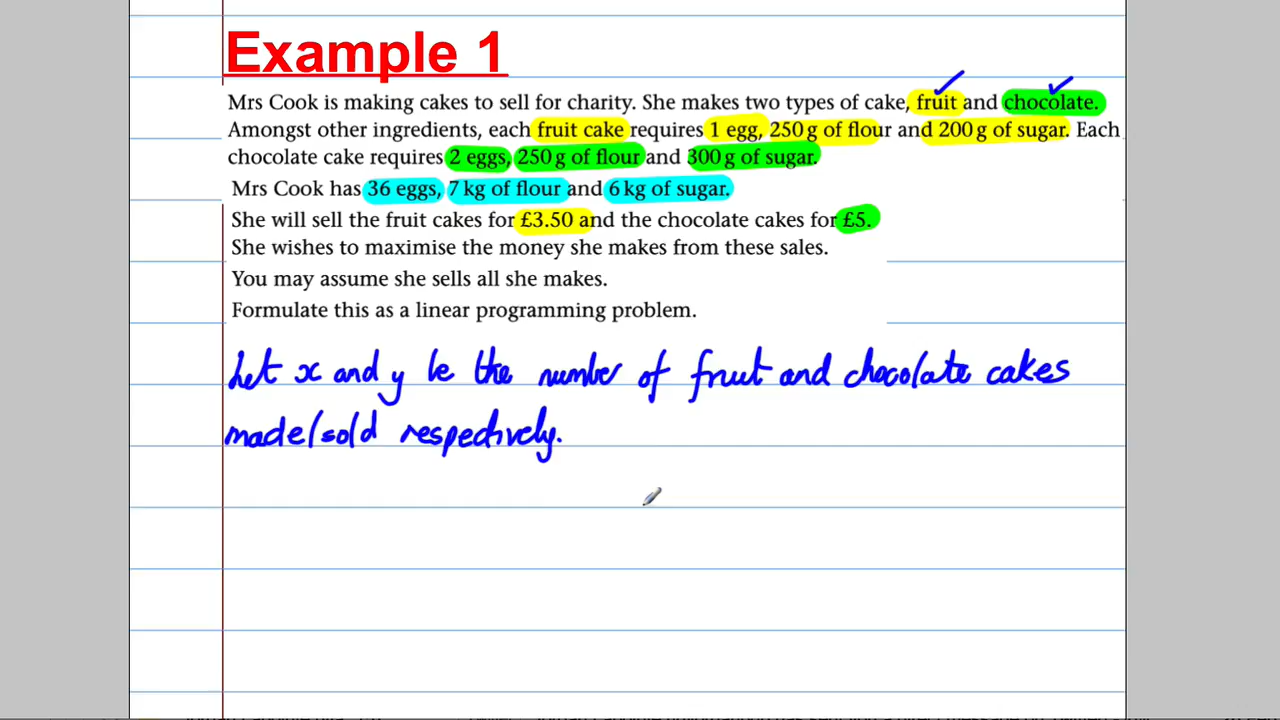 Example 1
Mrs Cook is making cakes to sell for charity. She makes two types of cake, fruit and chocolate.
Amongst other ingredients, each fruit cake requires 1 egg, 250 g of flour and 200 g of sugar. Each
chocolate cake requires 2 eggs, 250 g of flour and 300 g of sugar.
Mrs Cook has 36 eggs, 7 kg of flour and 6 kg of sugar.
She will sell the fruit cakes for £3.50 and the chocolate cakes for £5.
She wishes to maximise the money she makes from these sales.
You may assume she sells all she makes.
Formulate this as a linear programming problem.
Let x and y be the number of fruit and chocolate cakes
made/sold respectively.